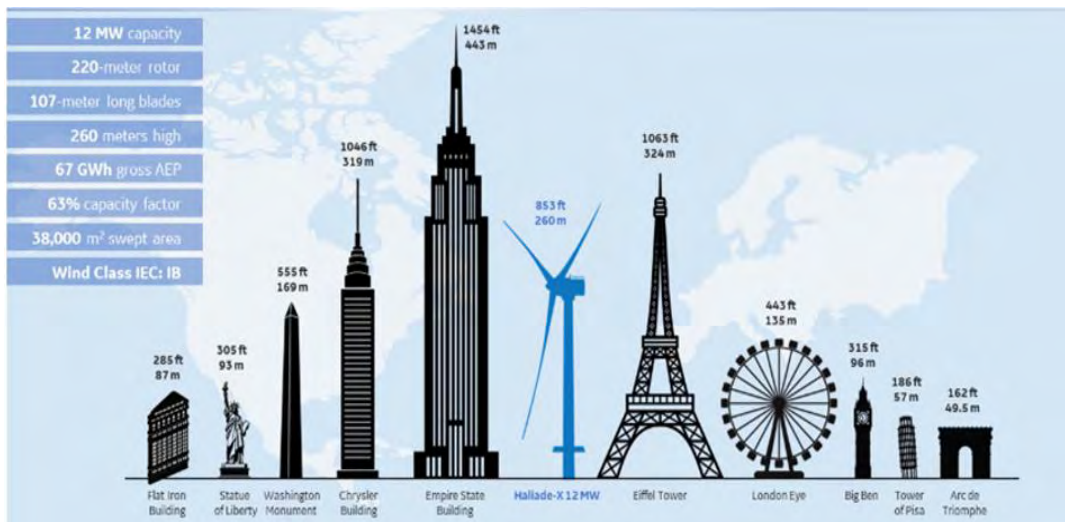 12 MW capacity
220-meter rotor
107-meter long blades
260 meters high
67 GWh gross AEP
63% capacity factor
38,000 m² swept area
Wind Class IEC: IB
285 ft
87 m
305 ft
93 m
555 ft
169 m
1046 ft
319 m
1454 ft
443 m
853 ft
260 m
1063 ft
324 m
443 ft
135 m
315 ft
96 m
186 ft
57 m
162 ft
49.5 m
Flat Iron
Building
Statue
of Liberty
Washington
Monument
Chrysler
Building
Empire State
Building
Haliade-X 12 MW
Eiffel Tower
London Eye
Big Ben
Tower
of Pisa
Arc de
Triomphe